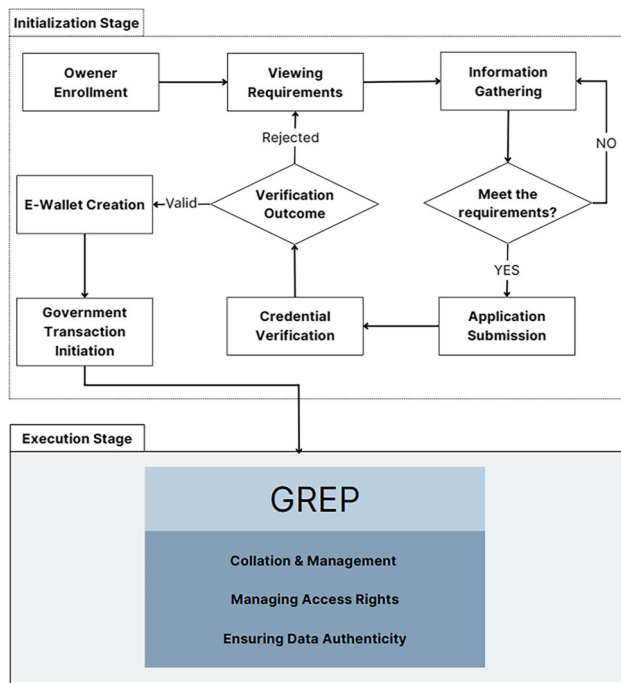 Initialization Stage
Owener
Enrollment
Viewing
Requirements
Information
Gathering
NO
Rejected
E-Wallet Creation
Valid
Verification
Outcome
Meet the
requirements?
YES
Government
Transaction
Initiation
Credential
Verification
Application
Submission
Execution Stage
GREP
Collation & Management
Managing Access Rights
Ensuring Data Authenticity